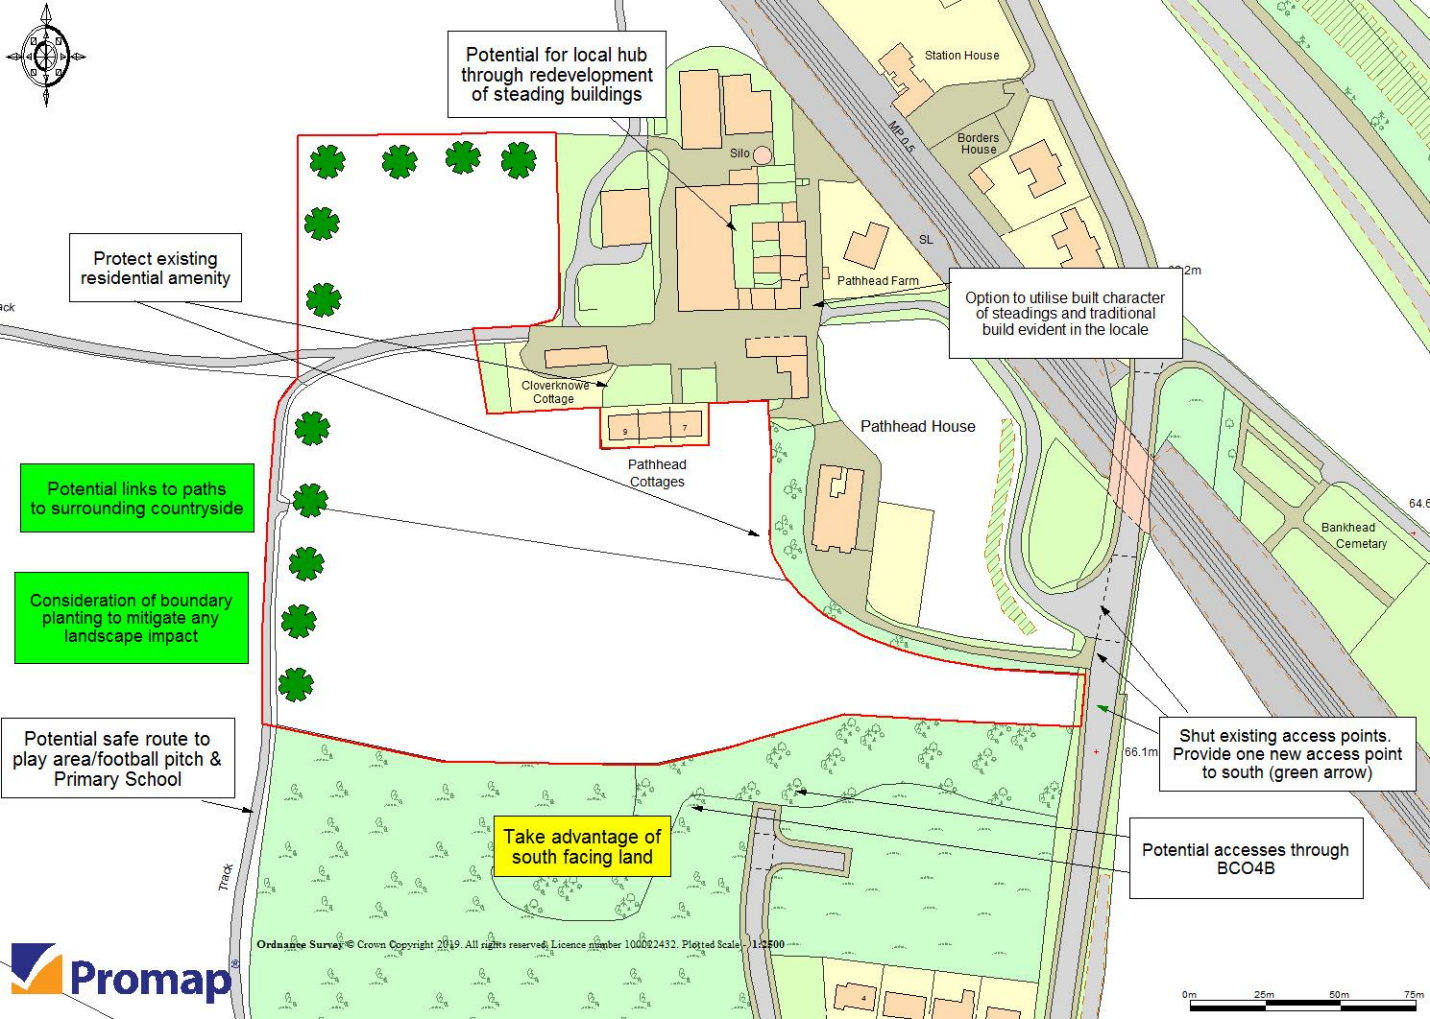 Potential for local hub
through redevelopment
of steading buildings
Station House
MP 0.5
Borders
House
Silo
SL
Protect existing
residential amenity
Pathhead Farm
Option to utilise built character
of steadings and traditional
build evident in the locale
Cloverknowe
Cottage
9
7
Pathhead
Cottages
Pathhead House
Potential links to paths
to surrounding countryside
Bankhead
Cemetary
Consideration of boundary
planting to mitigate any
landscape impact
Potential safe route to
play area/football pitch &
Primary School
66.1m
Shut existing access points.
Provide one new access point
to south (green arrow)
Take advantage of
south facing land
Potential accesses through
BCO4B
Track
Ordnance Survey © Crown Copyright 2019. All rights reserved. Licence number 100022432. Plotted Scale - 1:2500
Promap®
4
0m 25m 50m 75m